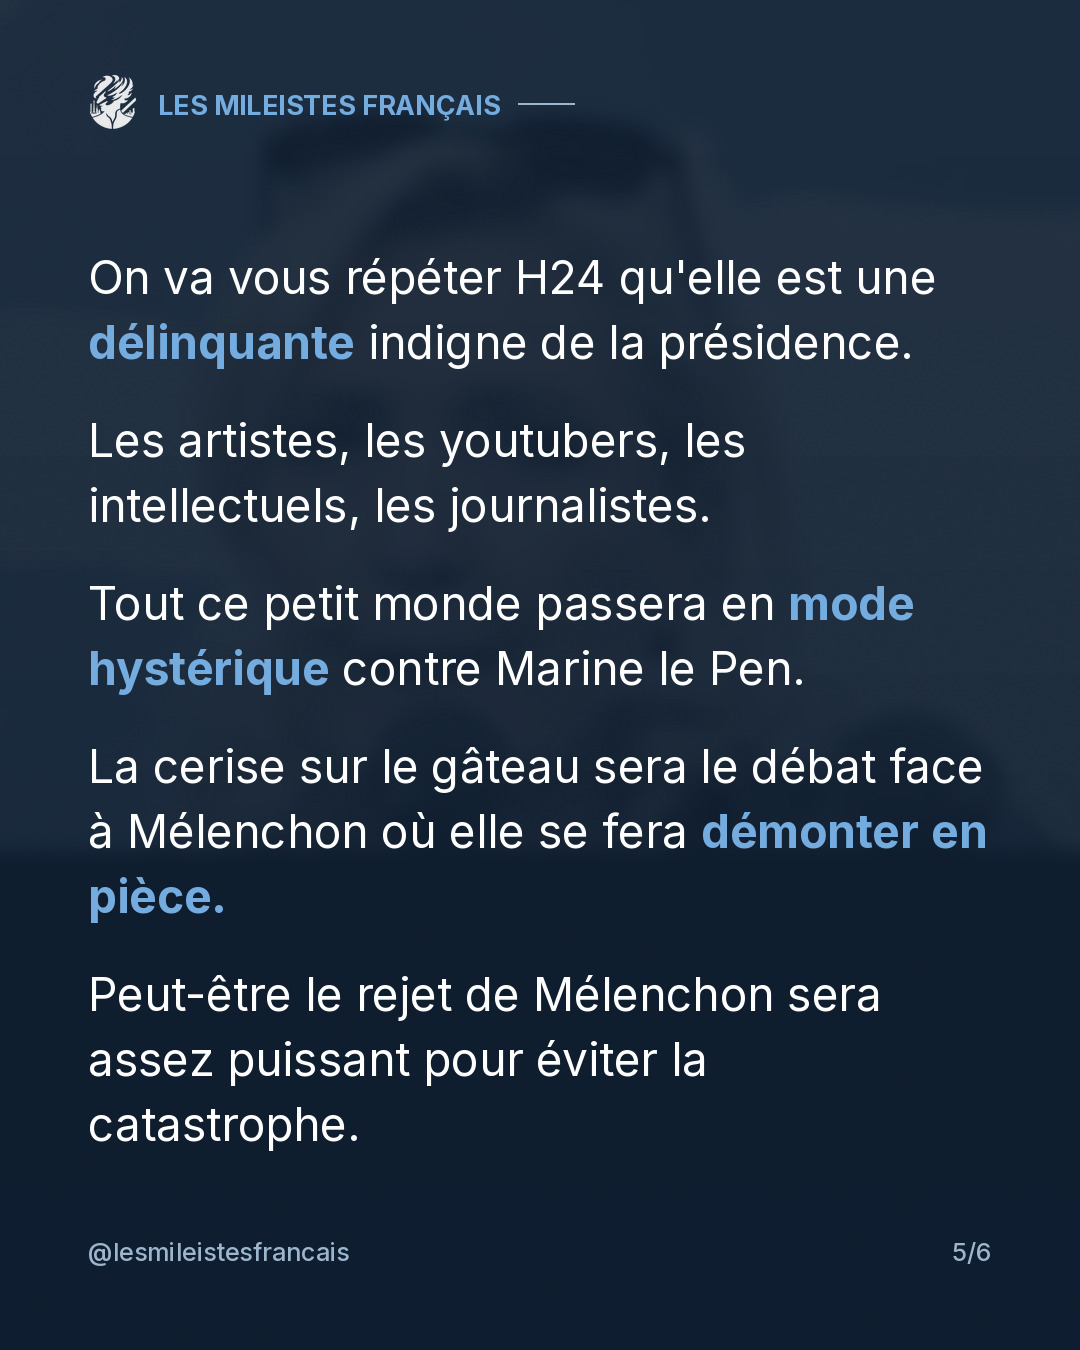 LES MILEISTES FRANÇAIS
On va vous répéter H24 qu'elle est une
délinquante indigne de la présidence.
Les artistes, les youtubers, les
intellectuels, les journalistes.
Tout ce petit monde passera en mode
hystérique contre Marine le Pen.
La cerise sur le gâteau sera le débat face
à Mélenchon où elle se fera démonter en
pièce.
Peut-être le rejet de Mélenchon sera
assez puissant pour éviter la
catastrophe.
@lesmileistesfrancais
5/6